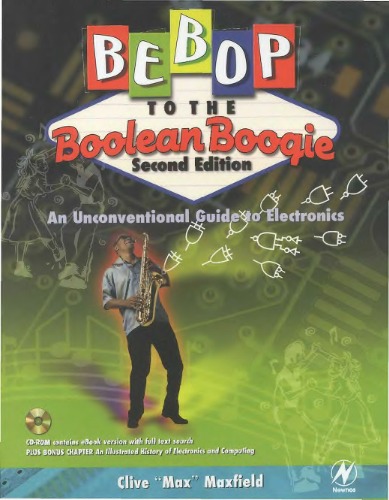 BEBOP
TO THE
Boolean Boogie
Second Edition
An Unconventional Guide to Electronics
CD-ROM contains eBook version with full text search
PLUS BONUS CHAPTER An Illustrated History of Electronics and Computing
Clive "Max" Maxfield
Newnes